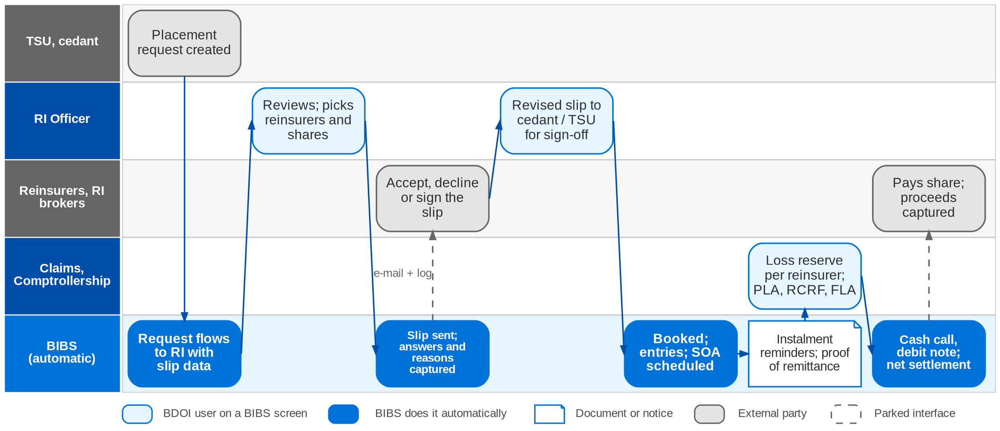 TSU, cedant
Placement
request created
RI Officer
Reviews; picks
reinsurers and
shares
Revised slip to
cedant / TSU
for sign-off
Reinsurers, RI
brokers
Accept, decline
or sign the
slip
Pays share;
proceeds
captured
Claims,
Comptrollership
e-mail + log
Loss reserve
per reinsurer;
PLA, RCRF, FLA
BIBS
(automatic)
Request flows
to RI with
slip data
Slip sent;
answers and
reasons
captured
Booked;
entries; SOA
scheduled
Instalment
reminders; proof
of remittance
Cash call,
debit note;
net settlement
BDOI user on a BIBS screen
BIBS does it automatically
Document or notice
External party
Parked interface